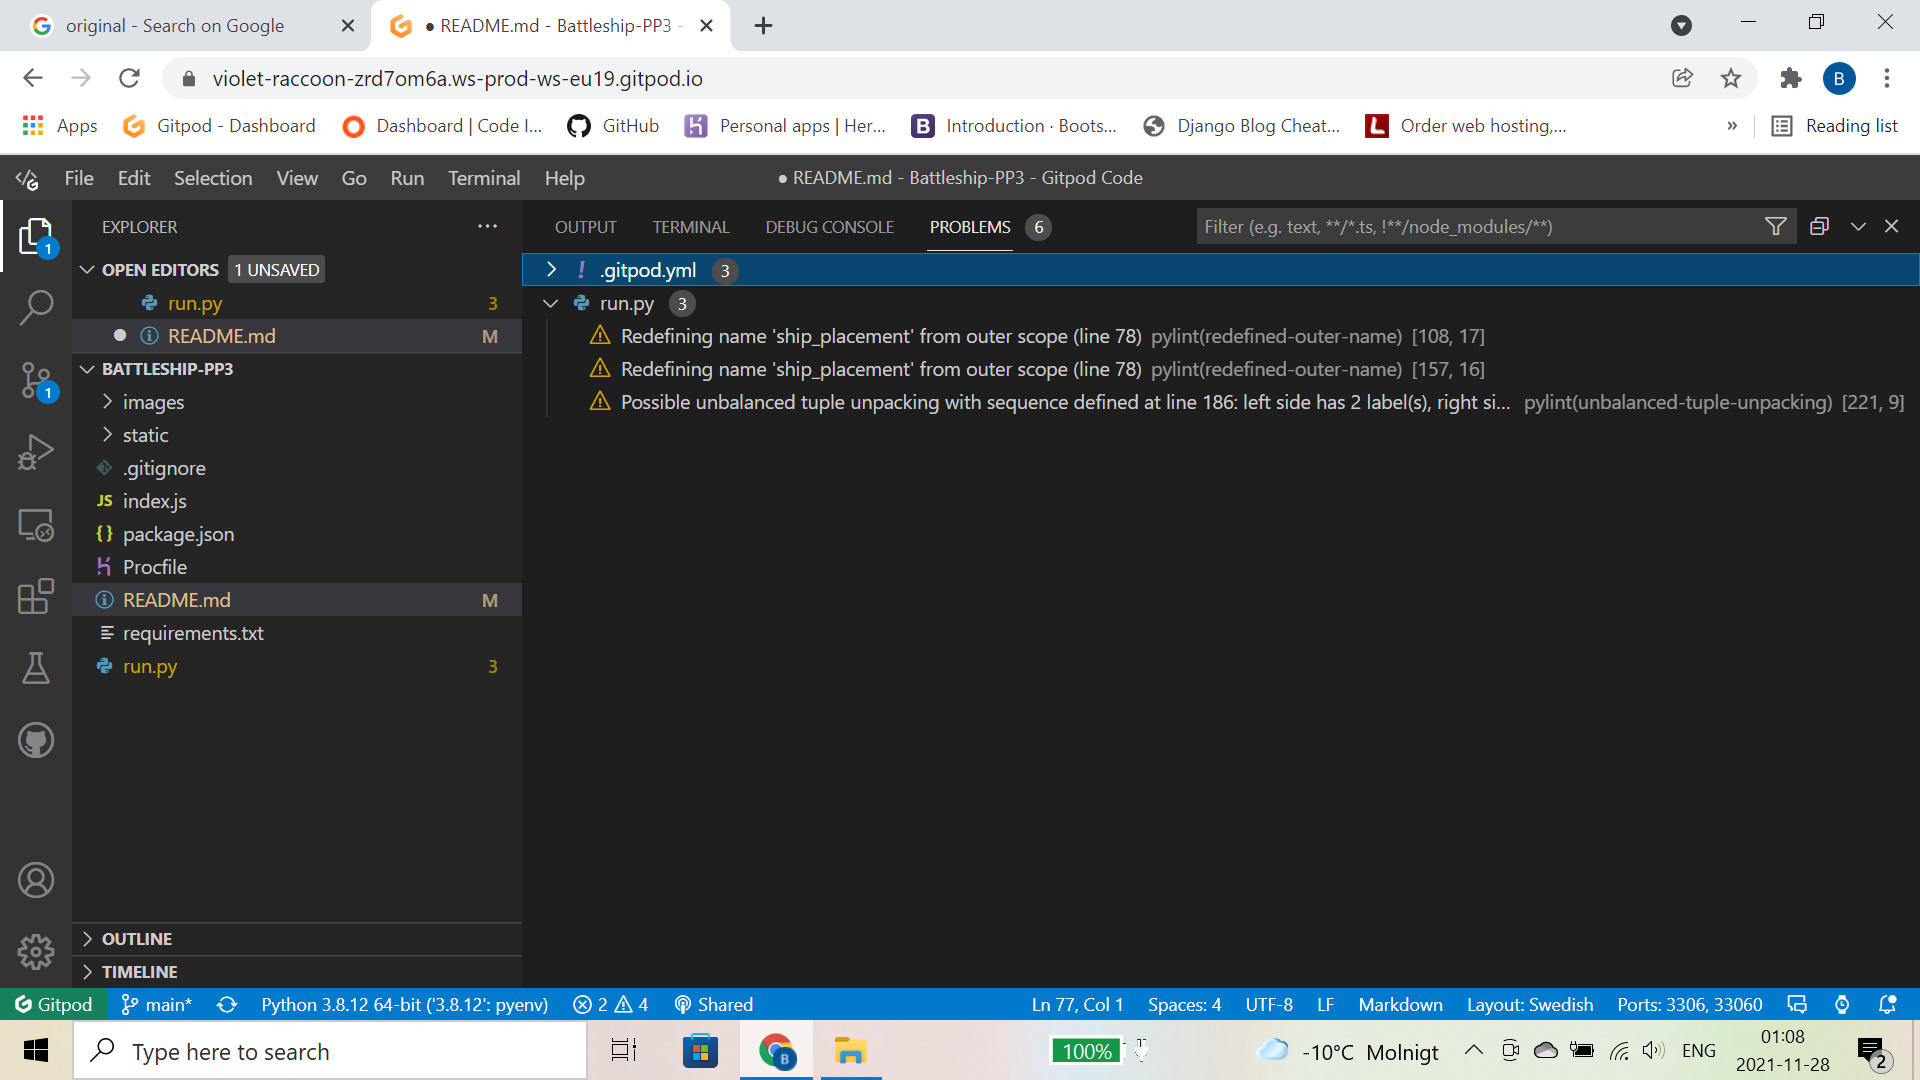 original - Search on Google
● README.md - Battleship-PP3 -
violet-raccoon-zrd7om6a.ws-prod-ws-eu19.gitpod.io
B
Apps
Gitpod - Dashboard
Dashboard | Code I...
GitHub
Personal apps | Her...
B Introduction · Boots...
Django Blog Cheat...
L Order web hosting,...
»
Reading list
File Edit Selection View Go Run Terminal Help
● README.md - Battleship-PP3 - Gitpod Code
EXPLORER
1
OPEN EDITORS 1 UNSAVED
run.py 3
README.md M
BATTLESHIP-PP3
images
static
.gitignore
1
JS index.js
{} package.json
Procfile
README.md M
requirements.txt
run.py 3
OUTLINE
TIMELINE
OUTPUT TERMINAL DEBUG CONSOLE PROBLEMS 6
Filter (e.g. text, **/*.ts, !**/node_modules/**)
! .gitpod.yml 3
run.py 3
Redefining name 'ship_placement' from outer scope (line 78) pylint(redefined-outer-name) [108, 17]
Redefining name 'ship_placement' from outer scope (line 78) pylint(redefined-outer-name) [157, 16]
Possible unbalanced tuple unpacking with sequence defined at line 186: left side has 2 label(s), right si... pylint(unbalanced-tuple-unpacking) [221, 9]
Gitpod main* Python 3.8.12 64-bit ('3.8.12': pyenv) 2 4 Shared
Ln 77, Col 1 Spaces: 4 UTF-8 LF Markdown Layout: Swedish Ports: 3306, 33060
Type here to search
B
100%
-10°C Molnigt
ENG
01:08
2021-11-28
2